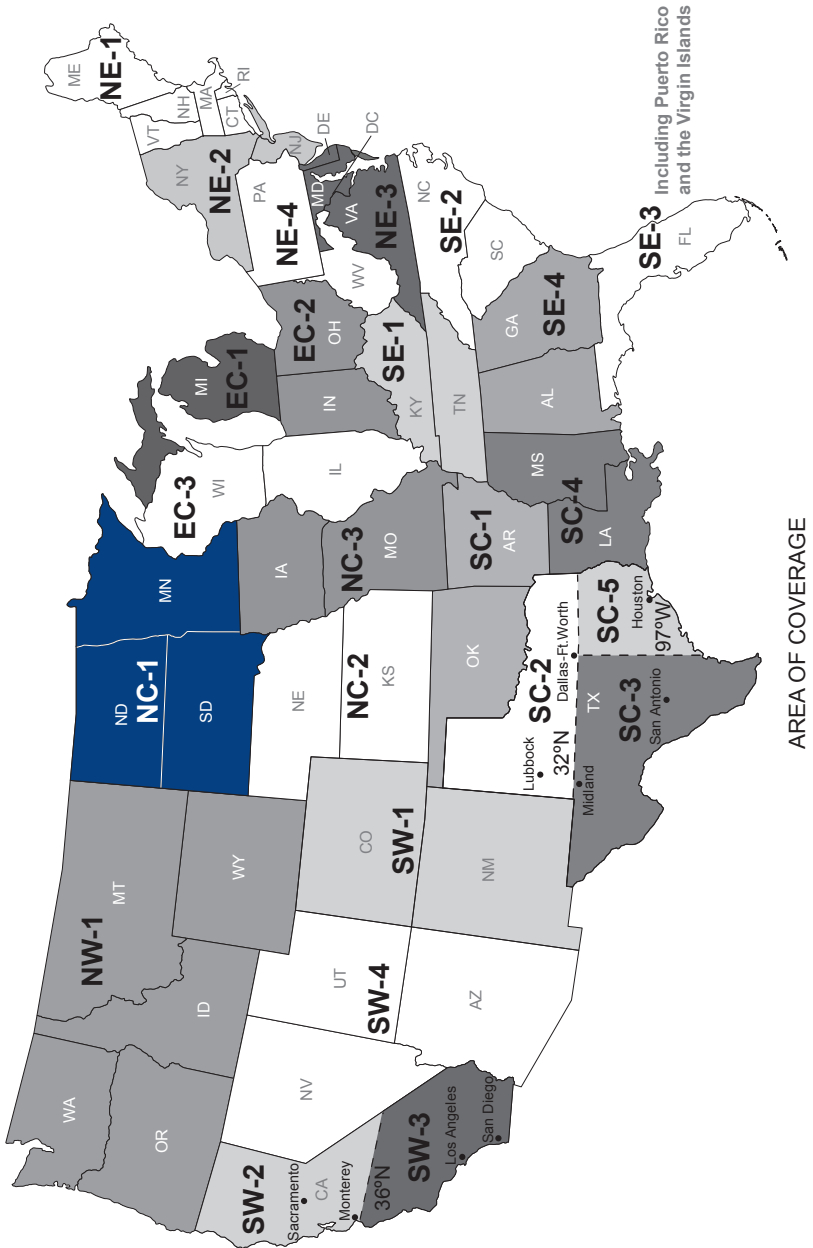 WA
OR
ID
MT
NW-1
WY
ND
NC-1
SD
MN
IA
NC-3
MO
NE
NC-2
KS
EC-3
WI
IL
MI
EC-1
IN
EC-2
OH
KY
SE-1
TN
ME
NE-1
VT
NH
MA
CT
RI
NY
NE-2
NJ
PA
NE-4
DE
MD
DC
VA
NE-3
WV
NC
SE-2
SC
GA
SE-4
AL
SE-3
Including Puerto Rico
and the Virgin Islands
FL
MS
SC-4
LA
SC-1
AR
OK
SC-2
Lubbock
32ºN
Dallas-Ft.Worth
SC-5
Houston
97ºW
TX
Midland
SC-3
San Antonio
CO
SW-1
NM
UT
SW-4
AZ
NV
SW-2
Sacramento
CA
Monterey
36ºN
SW-3
Los Angeles
San Diego
AREA OF COVERAGE